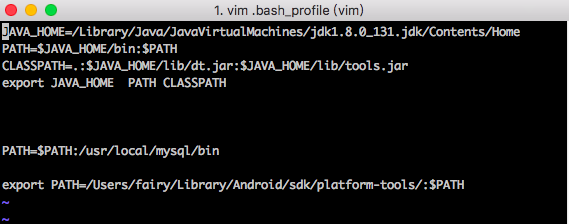 1. vim .bash_profile (vim)
JAVA_HOME=/Library/Java/JavaVirtualMachines/jdk1.8.0_131.jdk/Contents/Home
PATH=$JAVA_HOME/bin:$PATH
CLASSPATH=.:$JAVA_HOME/lib/dt.jar:$JAVA_HOME/lib/tools.jar
export JAVA_HOME  PATH CLASSPATH
PATH=$PATH:/usr/local/mysql/bin
export PATH=/Users/fairy/Library/Android/sdk/platform-tools/:$PATH
~
~